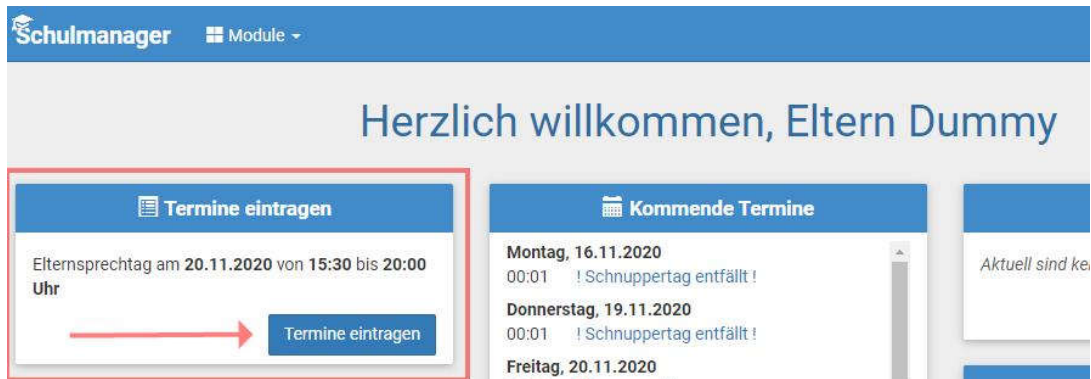 Schulmanager Module
Herzlich willkommen, Eltern Dummy
Termine eintragen
Elternsprechtag am 20.11.2020 von 15:30 bis 20:00
Uhr
Termine eintragen
Kommende Termine
Montag, 16.11.2020
00:01 ! Schnuppertag entfällt !
Donnerstag, 19.11.2020
00:01 ! Schnuppertag entfällt !
Freitag, 20.11.2020
Aktuell sind